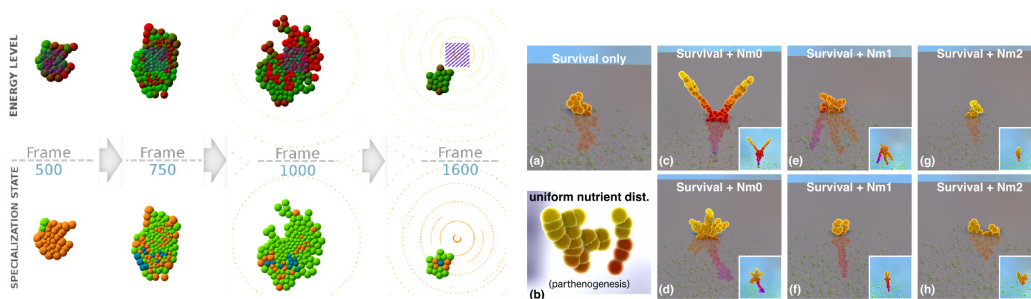 ENERGY LEVEL
Frame
500
Frame
750
Frame
1000
Frame
1600
SPECIALIZATION STATE
Survival only
(a)
Survival + Nm0
(c)
Survival + Nm1
(e)
Survival + Nm2
(g)
uniform nutrient dist.
(parthenogenesis)
(b)
Survival + Nm0
(d)
Survival + Nm1
(f)
Survival + Nm2
(h)